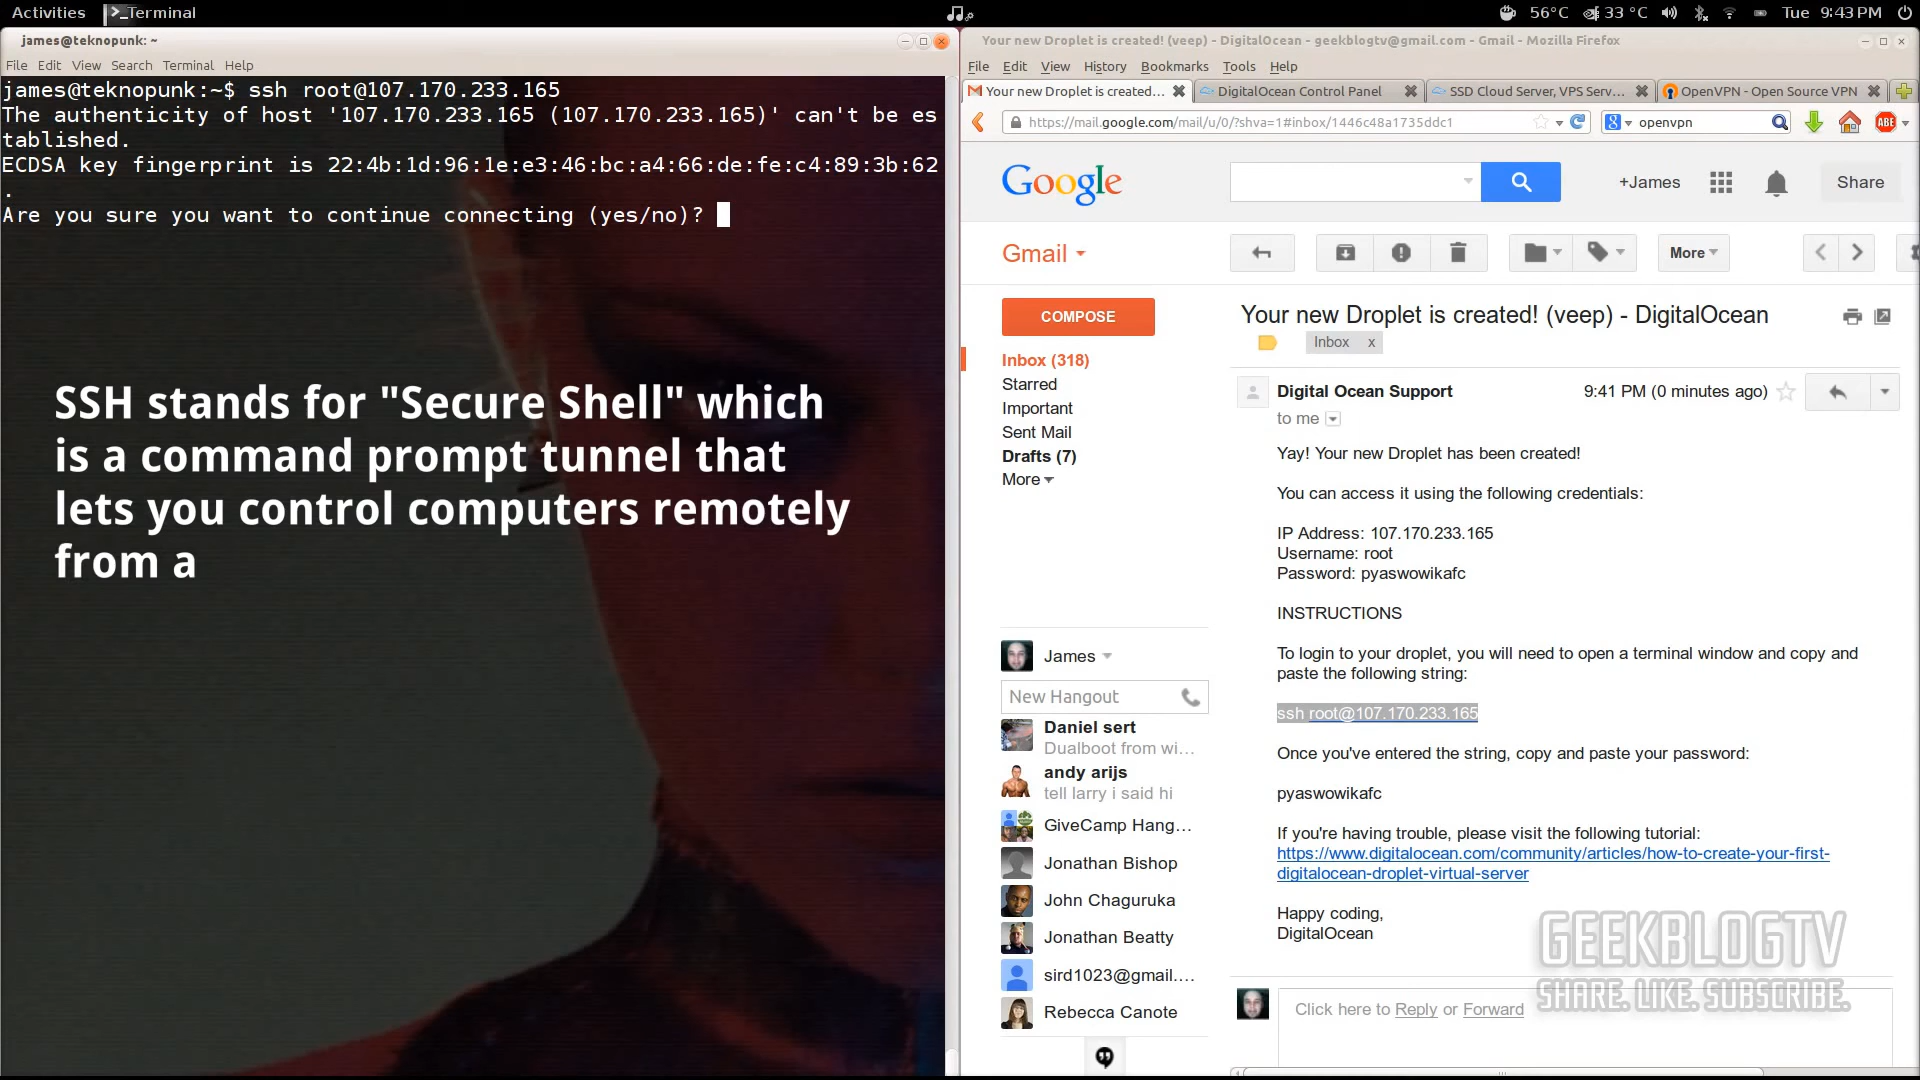 Activities
Terminal
56°C
33 °C
Tue 9:43 PM
james@teknopunk: ~
File Edit View Search Terminal Help
james@teknopunk:~$ ssh root@107.170.233.165
The authenticity of host '107.170.233.165 (107.170.233.165)' can't be es
tablished.
ECDSA key fingerprint is 22:4b:1d:96:1e:e3:46:bc:a4:66:de:fe:c4:89:3b:62
.
Are you sure you want to continue connecting (yes/no)?
SSH stands for "Secure Shell" which
is a command prompt tunnel that
lets you control computers remotely
from a
Your new Droplet is created! (veep) - DigitalOcean - geekblogtv@gmail.com - Gmail - Mozilla Firefox
File Edit View History Bookmarks Tools Help
Your new Droplet is created...
DigitalOcean Control Panel
SSD Cloud Server, VPS Serv...
OpenVPN - Open Source VPN
https://mail.google.com/mail/u/0/?shva=1#inbox/1446c48a1735ddc1
openvpn
ABE
Google
+James
Share
Gmail
More
COMPOSE
Inbox (318)
Starred
Important
Sent Mail
Drafts (7)
More
James
New Hangout
Daniel sert
Dualboot from wi...
andy arijs
tell larry i said hi
GiveCamp Hang...
Jonathan Bishop
John Chaguruka
Jonathan Beatty
sird1023@gmail....
Rebecca Canote
Your new Droplet is created! (veep) - DigitalOcean
Inbox x
Digital Ocean Support
9:41 PM (0 minutes ago)
to me
Yay! Your new Droplet has been created!
You can access it using the following credentials:
IP Address: 107.170.233.165
Username: root
Password: pyaswowikafc
INSTRUCTIONS
To login to your droplet, you will need to open a terminal window and copy and
paste the following string:
ssh root@107.170.233.165
Once you've entered the string, copy and paste your password:
pyaswowikafc
If you're having trouble, please visit the following tutorial:
https://www.digitalocean.com/community/articles/how-to-create-your-first-
digitalocean-droplet-virtual-server
Happy coding,
DigitalOcean
GEEKBLOGTV
SHARE. LIKE. SUBSCRIBE.
Click here to Reply or Forward